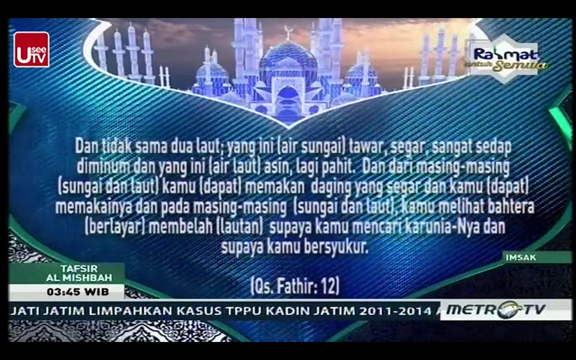 U see TV
Rahmat
untuk Semua
Dan tidak sama dua laut; yang ini (air sungai) tawar, segar, sangat sedap
diminum dan yang ini (air laut) asin, lagi pahit. Dan dari masing-masing
(sungai dan laut) kamu (dapat) memakan daging yang segar dan kamu (dapat)
memakainya dan pada masing-masing (sungai dan laut), kamu melihat bahtera
(berlayar) membelah (lautan) supaya kamu mencari karunia-Nya dan
supaya kamu bersyukur.
(Qs. Fathir: 12)
IMSAK
TAFSIR
AL MISHBAH
03:45 WIB
JATI JATIM LIMPAHKAN KASUS TPPU KADIN JATIM 2011-2014 A
METRO TV